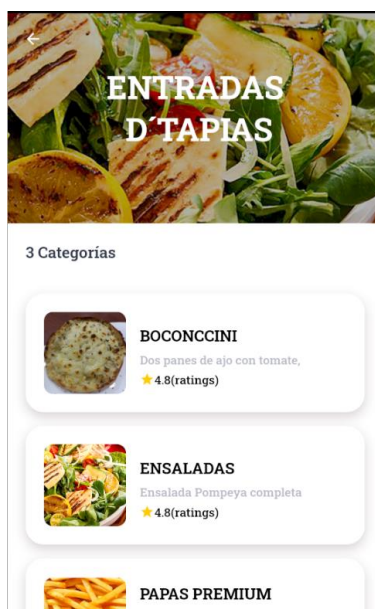 ENTRADAS
D´TAPIAS
3 Categorías
BOCONCCINI
Dos panes de ajo con tomate,
4.8(ratings)
ENSALADAS
Ensalada Pompeya completa
4.8(ratings)
PAPAS PREMIUM